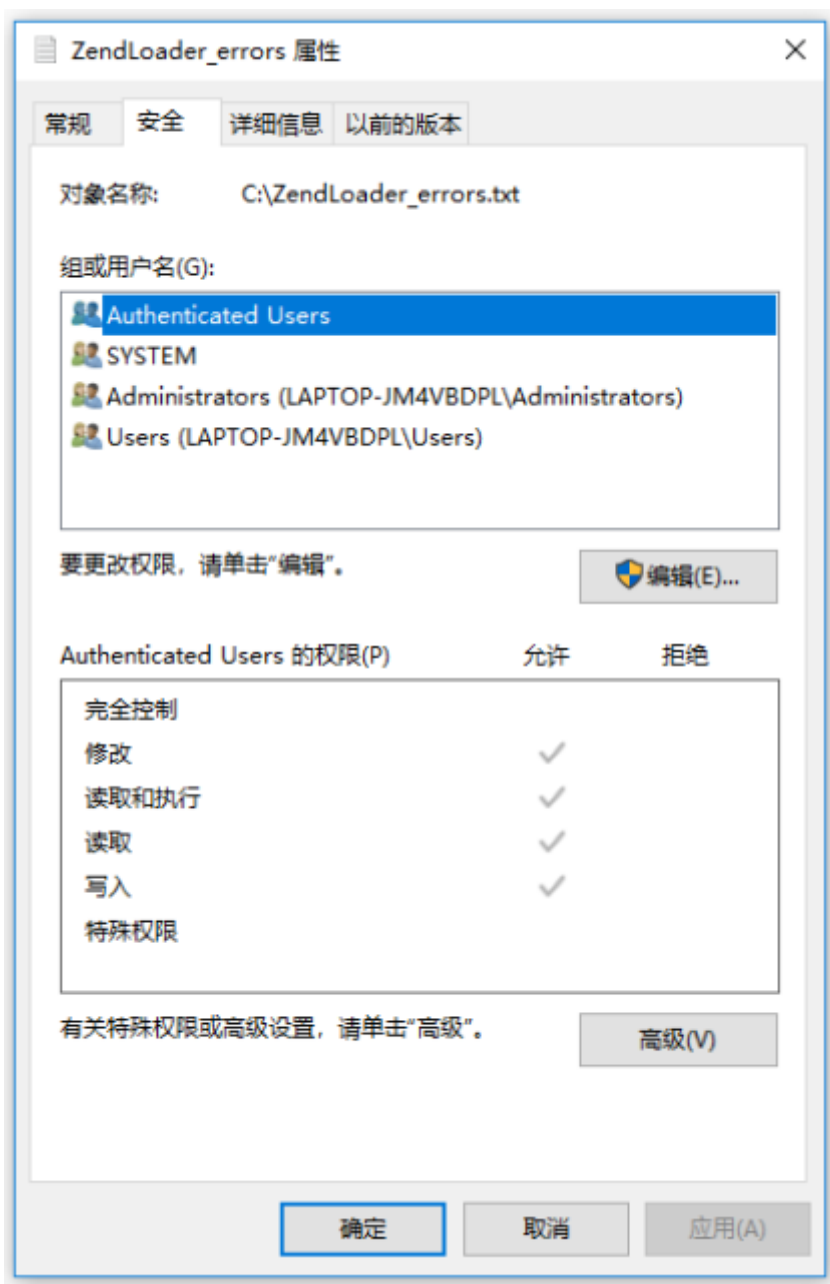 ZendLoader_errors 属性
常规 安全 详细信息 以前的版本
对象名称: C:\ZendLoader_errors.txt
组或用户名(G):
Authenticated Users
SYSTEM
Administrators (LAPTOP-JM4VBDPL\Administrators)
Users (LAPTOP-JM4VBDPL\Users)
要更改权限，请单击“编辑”。
编辑(E)...
Authenticated Users 的权限(P) 允许 拒绝
完全控制
修改
读取和执行
读取
写入
特殊权限
有关特殊权限或高级设置，请单击“高级”。
高级(V)
确定 取消 应用(A)